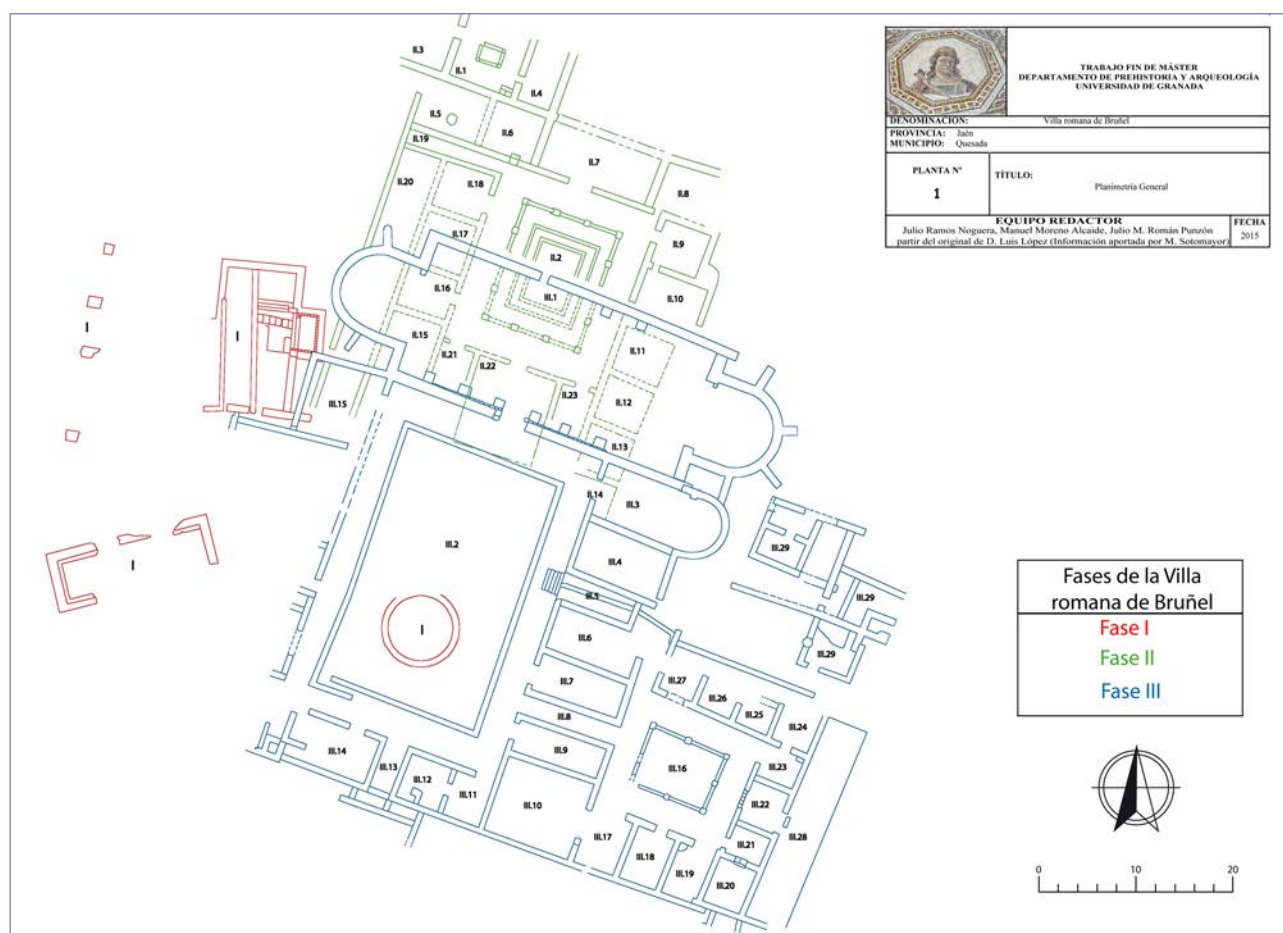 TRABAJO FIN DE MÁSTER
DEPARTAMENTO DE PREHISTORIA Y ARQUEOLOGÍA
UNIVERSIDAD DE GRANADA
DENOMINACIÓN: Villa romana de Bruñel
PROVINCIA: Jaén
MUNICIPIO: Quesada
PLANTA Nº
1
TÍTULO:
Planimetría General
EQUIPO REDACTOR
Julio Ramos Noguera, Manuel Moreno Alcaide, Julio M. Román Punzón
partir del original de D. Luis López (Información aportada por M. Sotomayor)
FECHA
2015
II.3
II.1
II.4
II.5
II.6
II.19
II.7
II.20
II.18
II.8
II.17
II.9
II.2
II.16
III.1
II.10
I
I
II.15
II.21
II.22
II.11
III.15
II.23
II.12
II.13
II.14
III.3
III.2
III.4
III.29
I
III.5
III.29
I
III.6
III.29
III.7
III.27
III.26
III.25
III.24
III.8
III.9
III.16
III.23
III.14
III.13
III.12
III.11
III.10
III.22
III.28
III.17
III.18
III.19
III.21
III.20
Fases de la Villa
romana de Bruñel
Fase I
Fase II
Fase III
0 10 20